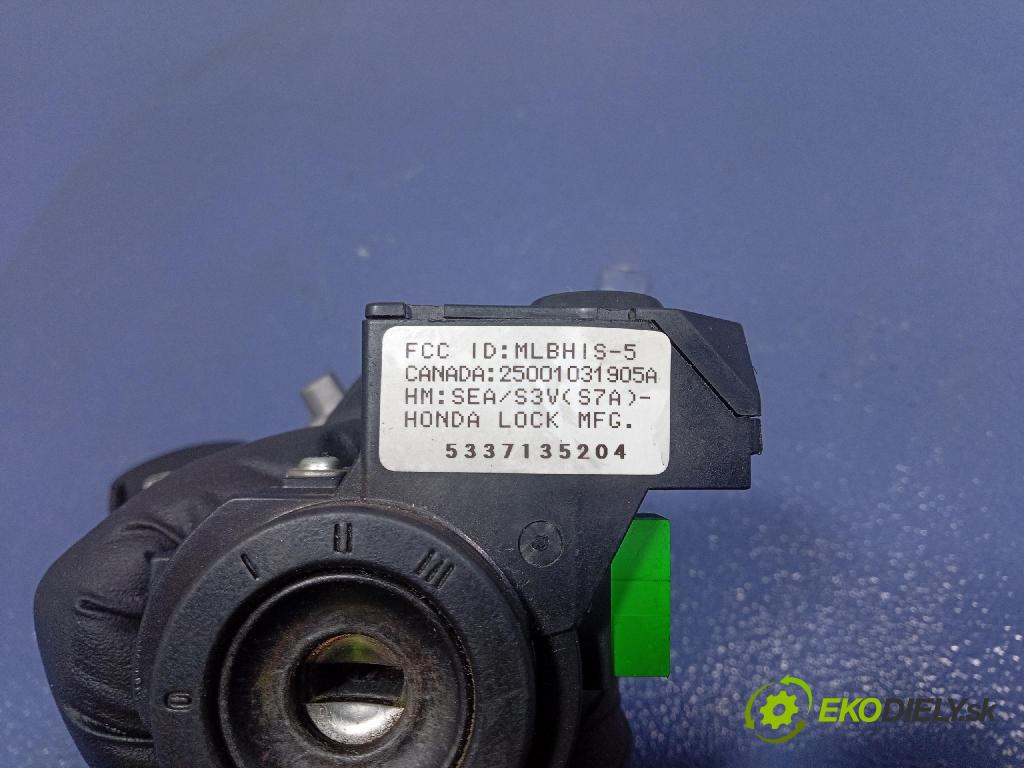 FCC ID:MLBHIS-5
CANADA:25001031905A
HM:SEA/S3V(S7A)-
HONDA LOCK MFG.
5337135204
I II III
0
EKODIELY.sk